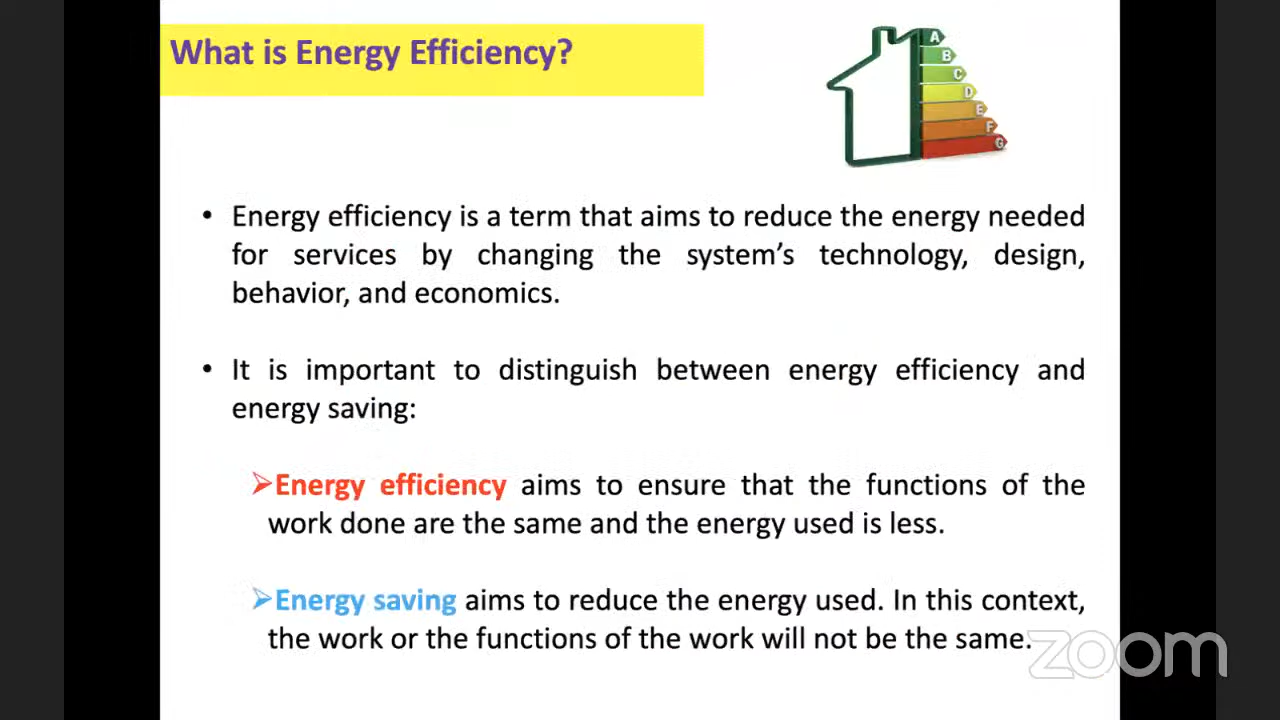 What is Energy Efficiency?
A
B
C
D
E
F
G
• Energy efficiency is a term that aims to reduce the energy needed
for services by changing the system's technology, design,
behavior, and economics.
• It is important to distinguish between energy efficiency and
energy saving:
➢Energy efficiency aims to ensure that the functions of the
work done are the same and the energy used is less.
➢Energy saving aims to reduce the energy used. In this context,
the work or the functions of the work will not be the same.
zoom